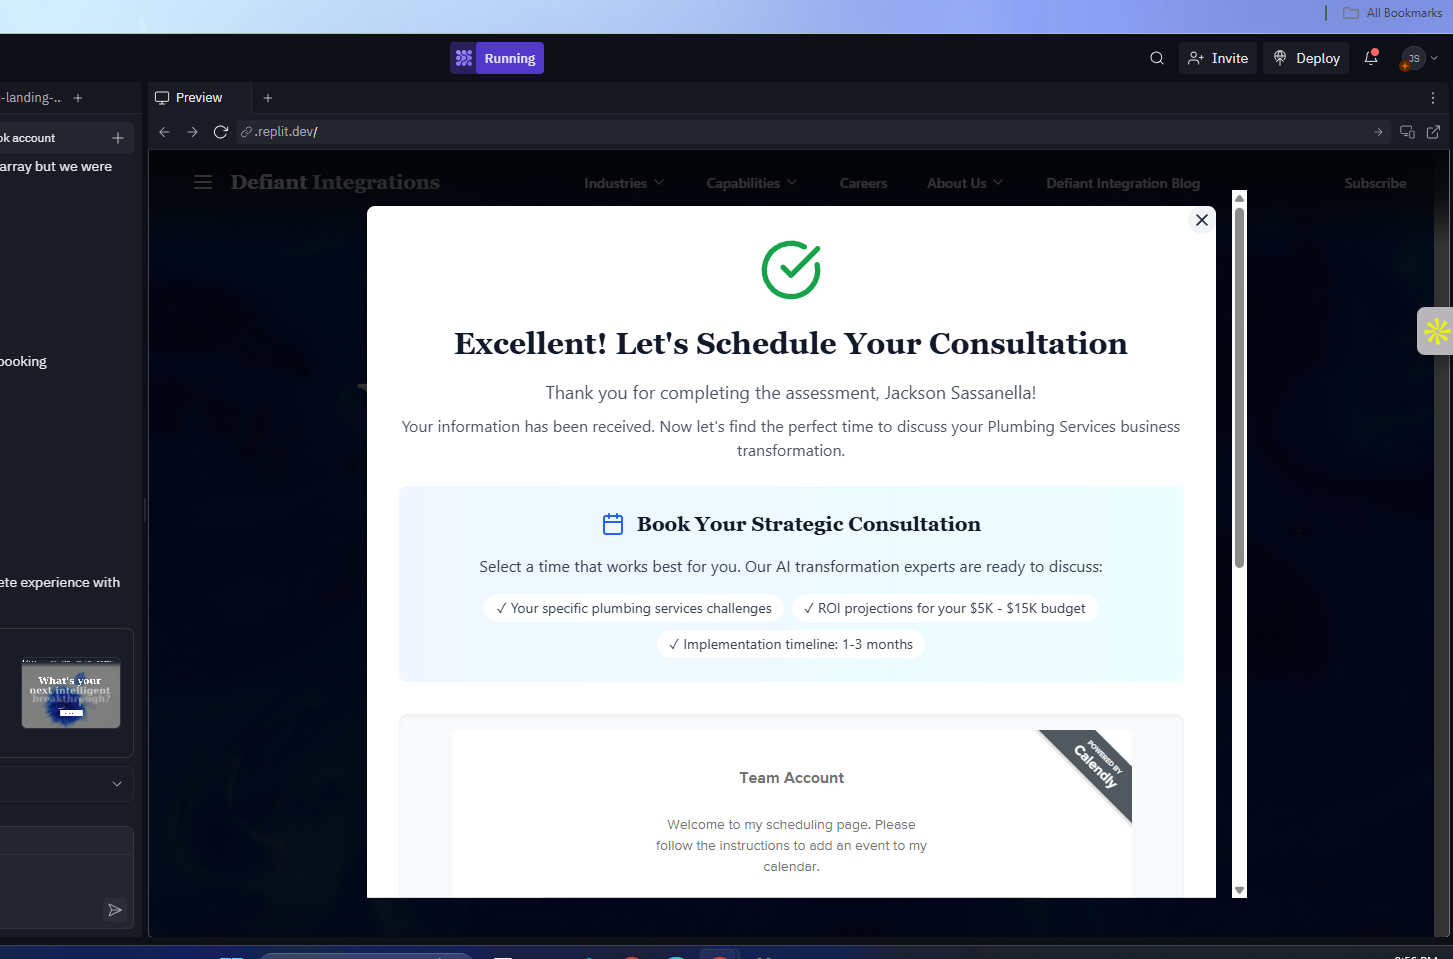 All Bookmarks
Running
Invite
Deploy
JS
-landing-...
Preview
ok account
.replit.dev/
array but we were
Defiant Integrations
Industries
Capabilities
Careers
About Us
Defiant Integration Blog
Subscribe
Excellent! Let's Schedule Your Consultation
Thank you for completing the assessment, Jackson Sassanella!
Your information has been received. Now let's find the perfect time to discuss your Plumbing Services business
transformation.
booking
Book Your Strategic Consultation
Select a time that works best for you. Our AI transformation experts are ready to discuss:
✓ Your specific plumbing services challenges
✓ ROI projections for your $5K - $15K budget
✓ Implementation timeline: 1-3 months
ete experience with
What's your
next intelligent
breakthrough?
POWERED BY
Calendly
Team Account
Welcome to my scheduling page. Please
follow the instructions to add an event to my
calendar.